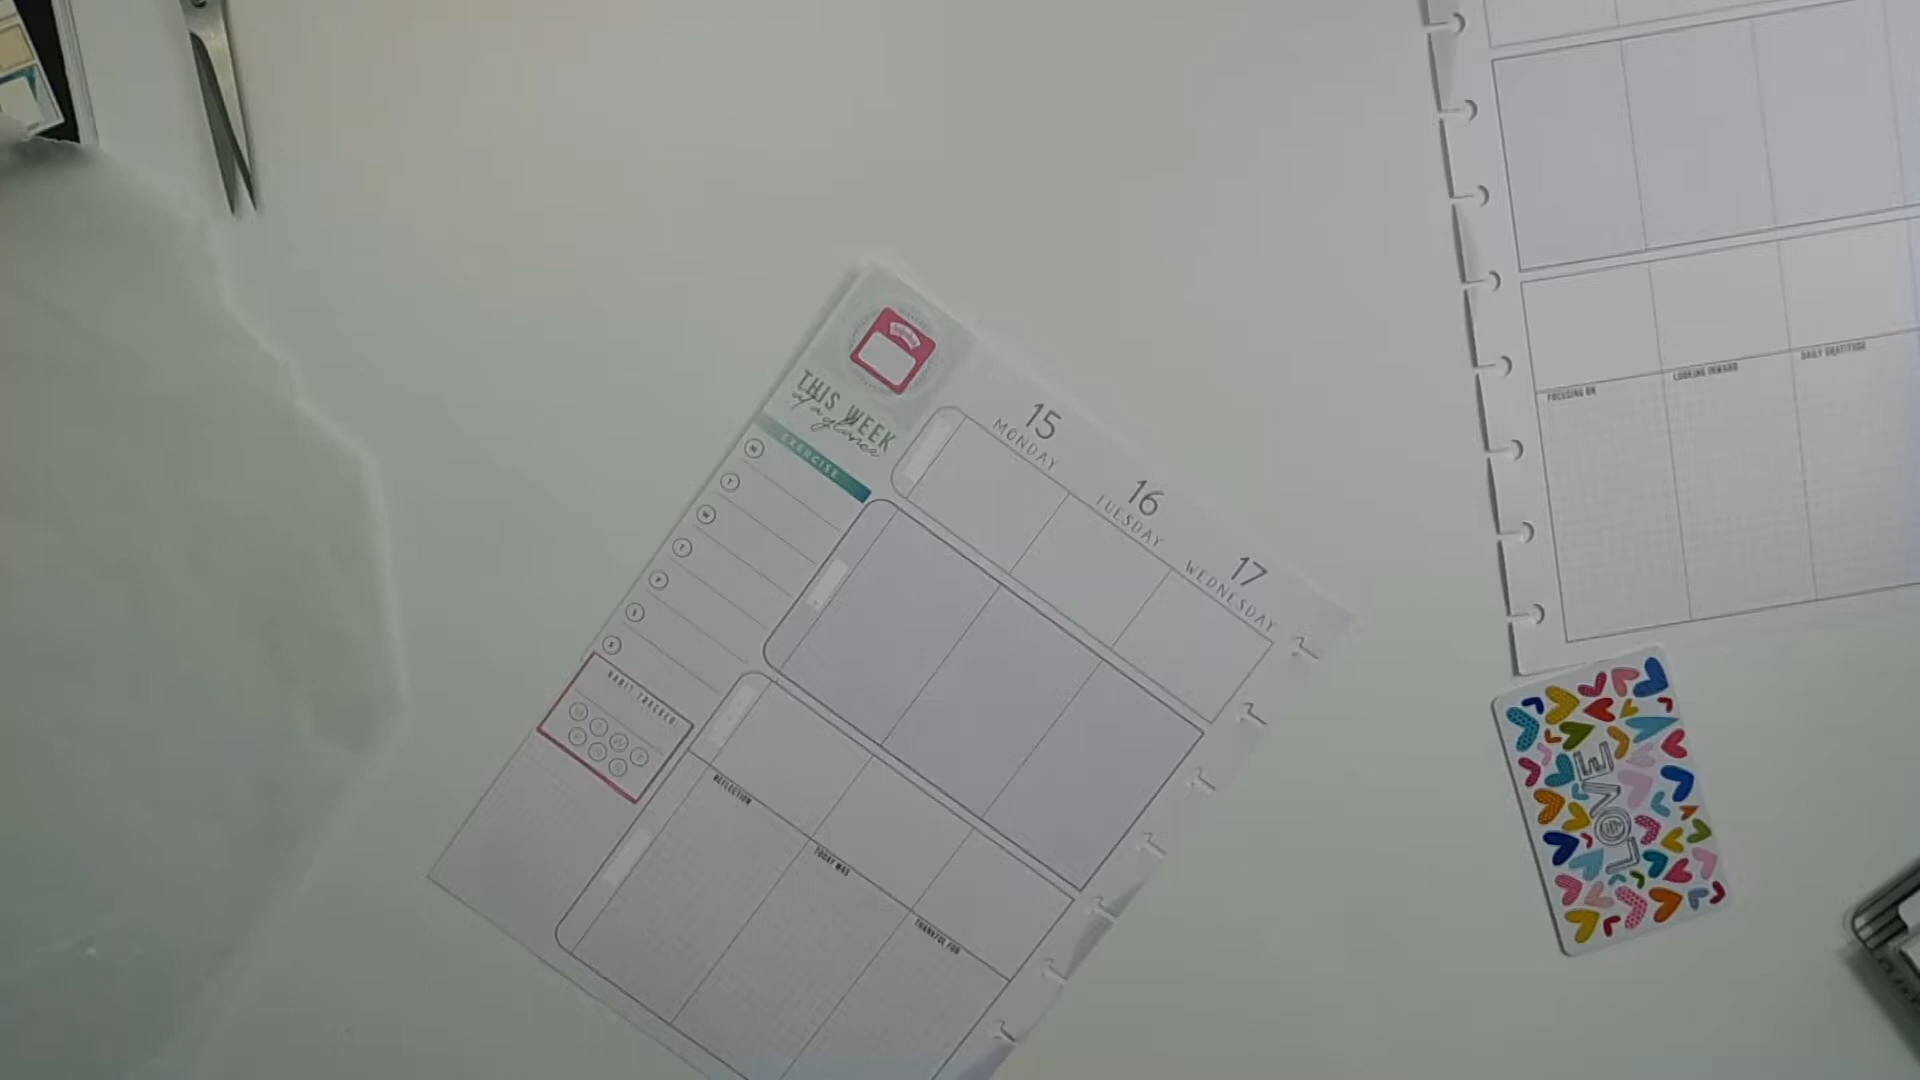 THIS WEEK
at a glance
EXERCISE
M
T
W
T
F
S
S
HABIT TRACKER
M T W T
F S S
15
MONDAY
16
TUESDAY
17
WEDNESDAY
REFLECTION
TODAY WAS
THANKFUL FOR
FOCUSING ON
LOOKING INWARD
DAILY GRATITUDE
LOVE